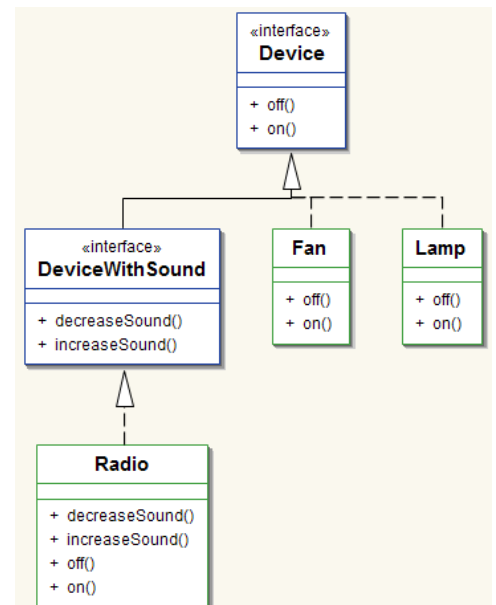 «interface»
Device
+ off()
+ on()
«interface»
DeviceWithSound
+ decreaseSound()
+ increaseSound()
Fan
+ off()
+ on()
Lamp
+ off()
+ on()
Radio
+ decreaseSound()
+ increaseSound()
+ off()
+ on()